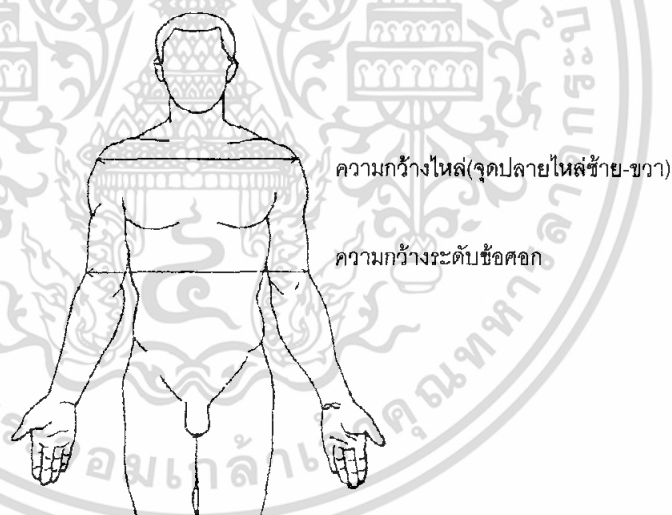 ความกว้างไหล่(จุดปลายไหล่ซ้าย-ขวา)
ความกว้างระดับข้อศอก